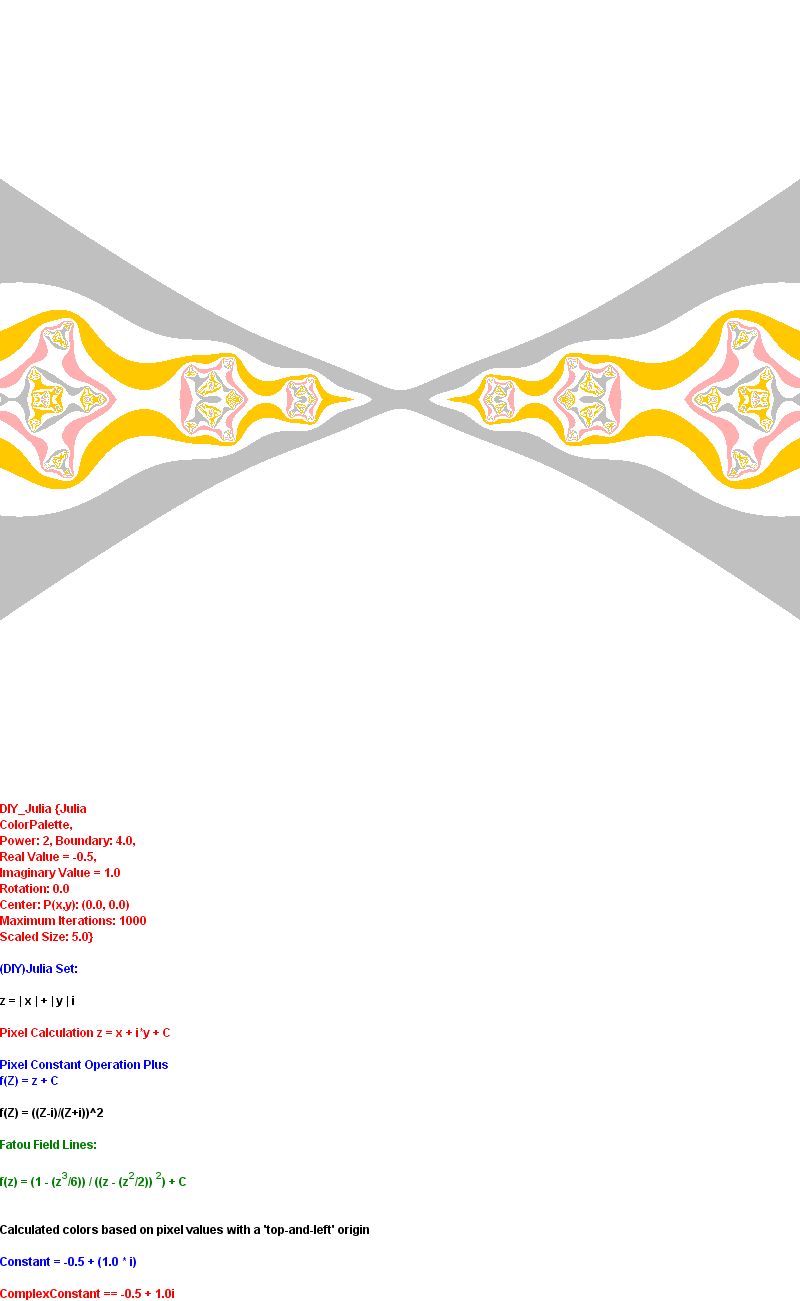 DIY_Julia {Julia
ColorPalette,
Power: 2, Boundary: 4.0,
Real Value = -0.5,
Imaginary Value = 1.0
Rotation: 0.0
Center: P(x,y): (0.0, 0.0)
Maximum Iterations: 1000
Scaled Size: 5.0}
(DIY)Julia Set:
z = | x | + | y | i
Pixel Calculation z = x + i*y + C
Pixel Constant Operation Plus
f(Z) = z + C
f(Z) = ((Z-i)/(Z+i))^2
Fatou Field Lines:
f(z) = (1 - (z³/6)) / ((z - (z²/2)) ²) + C
Calculated colors based on pixel values with a 'top-and-left' origin
Constant = -0.5 + (1.0 * i)
ComplexConstant == -0.5 + 1.0i